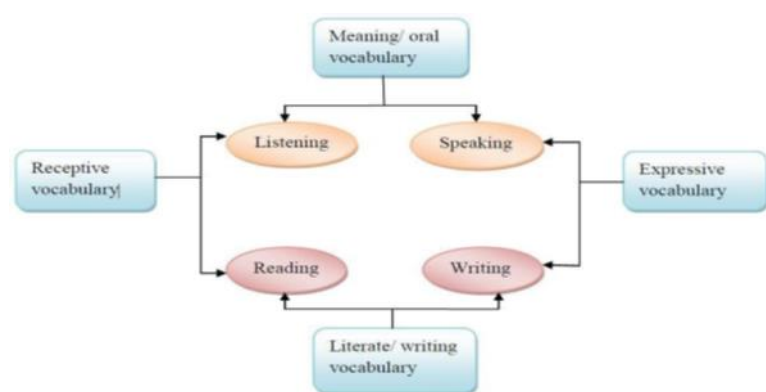 Meaning/ oral
vocabulary
Listening
Speaking
Receptive
vocabulary
Expressive
vocabulary
Reading
Writing
Literate/ writing
vocabulary